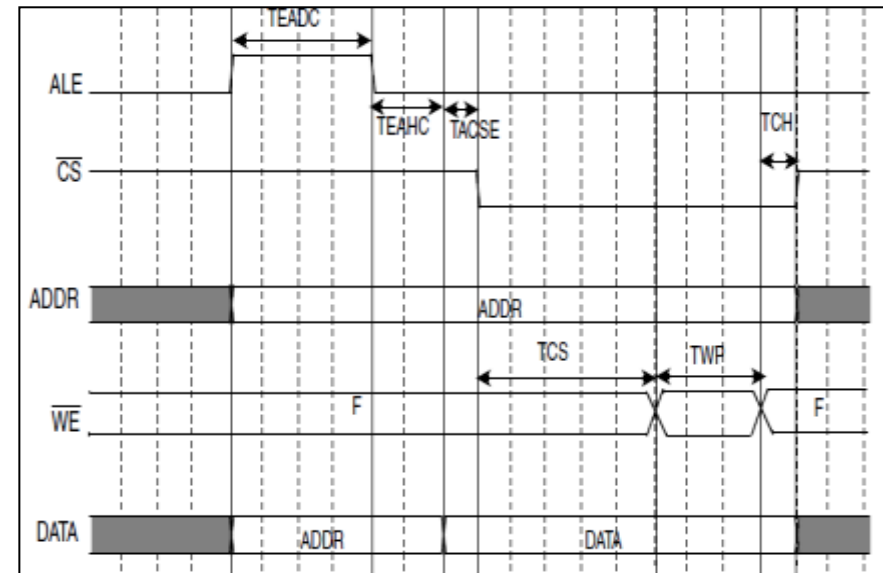 TEADC
ALE
TEAHC
TACSE
TCH
CS
ADDR
ADDR
TCS
TWP
WE
F
F
DATA
ADDR
DATA